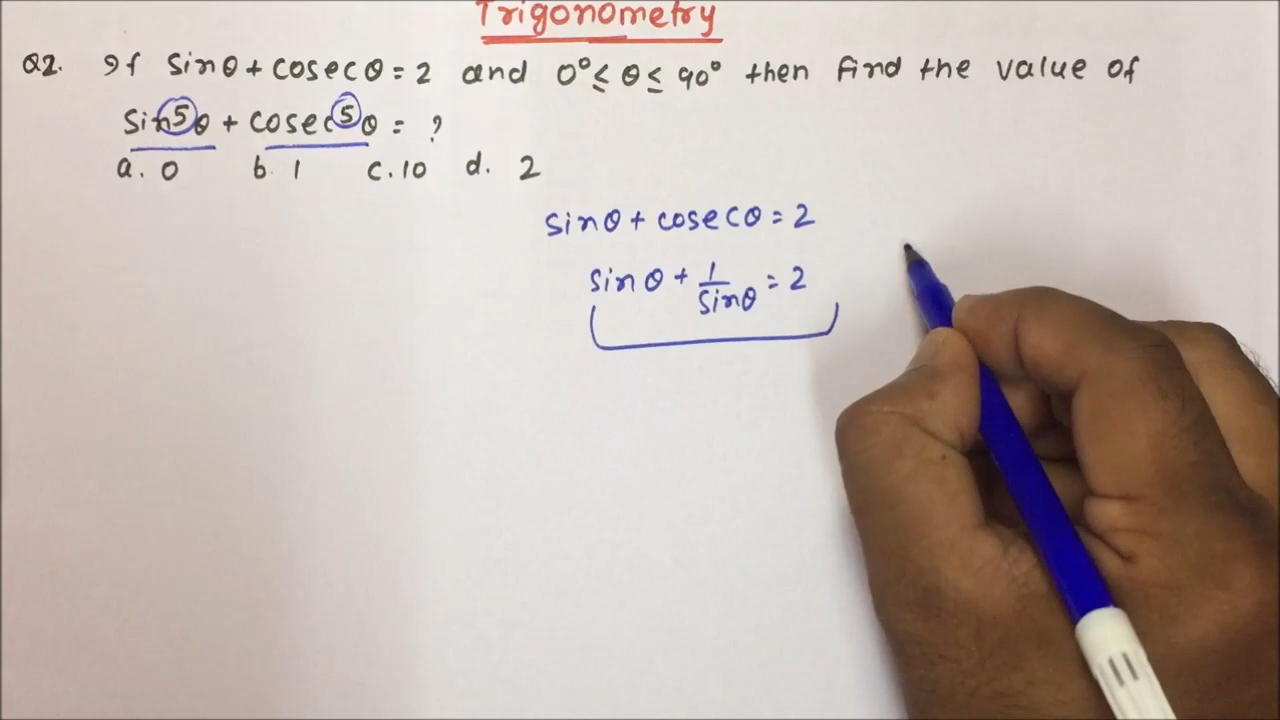 Trigonometry
Q2. If sinθ + cosecθ = 2 and 0° ≤ θ ≤ 90° then find the value of
sin⁵θ + cosec⁵θ = ?
a. 0 b. 1 c. 10 d. 2
sinθ + cosecθ = 2
sinθ + 1/sinθ = 2